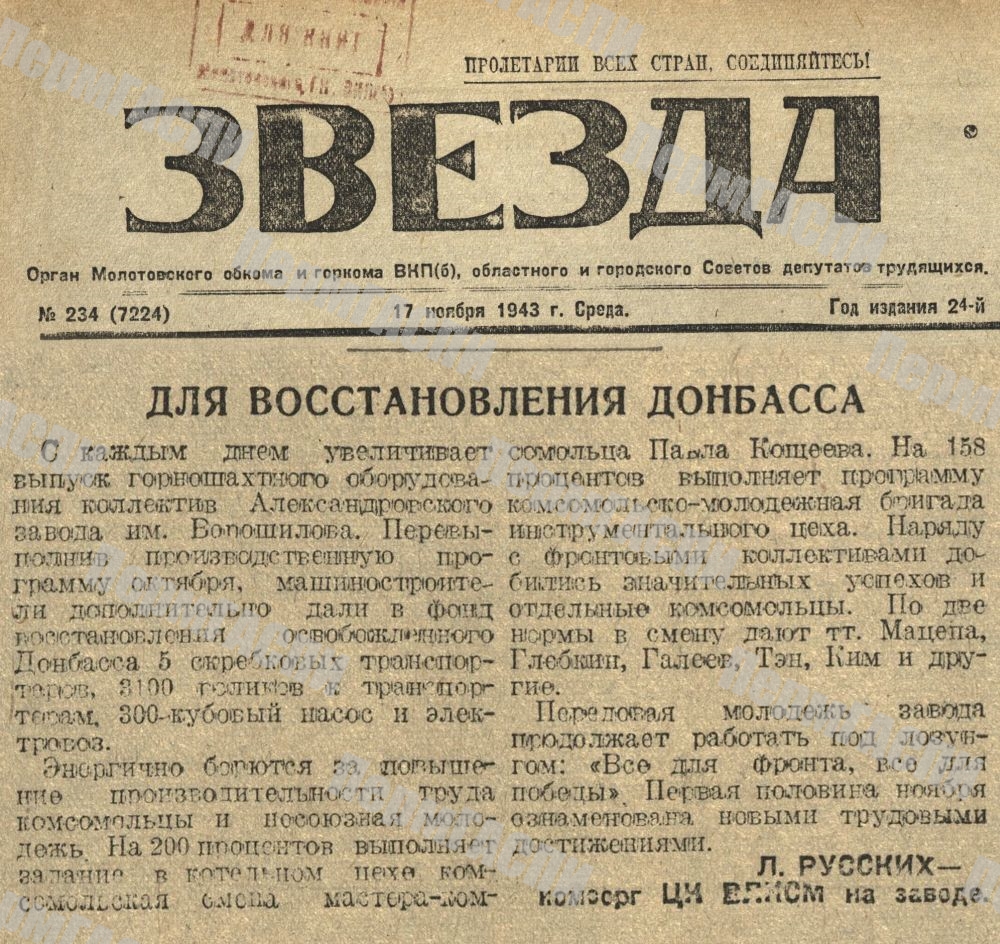 ПРОЛЕТАРИИ ВСЕХ СТРАН, СОЕДИНЯЙТЕСЬ!
ЗВЕЗДА
Орган Молотовского обкома и горкома ВКП(б), областного и городского Советов депутатов трудящихся.
№ 234 (7224) 17 ноября 1943 г. Среда. Год издания 24-й
ДЛЯ ВОССТАНОВЛЕНИЯ ДОНБАССА
С каждым днем увеличивает
выпуск горношахтного оборудова-
ния коллектив Александровского
завода им. Ворошилова. Перевы-
полнив производственную про-
грамму октября, машиностроите-
ли дополнительно дали в фонд
восстановления освобожденного
Донбасса 5 скребковых транспор-
теров, 3100 роликов к транспор-
терам, 300-кубовый насос и элек-
тровоз.
Энергично борются за повыше-
ние производительности труда
комсомольцы и несоюзная моло-
дежь. На 200 процентов выполняет
задание в котельном цехе ком-
сомольская смена мастера-ком-
сомольца Павла Кощеева. На 158
процентов выполняет программу
комсомольско-молодежная бригада
инструментального цеха. Наряду
с фронтовыми коллективами до-
бились значительных успехов и
отдельные комсомольцы. По две
нормы в смену дают тт. Мацепа,
Глебкин, Галеев, Тэн, Ким и дру-
гие.
Передовая молодежь завода
продолжает работать под лозун-
гом: «Все для фронта, все для
победы». Первая половина ноября
ознаменована новыми трудовыми
достижениями.
Л. РУССКИХ—
комсорг ЦК ВЛКСМ на заводе.
пермгаспи